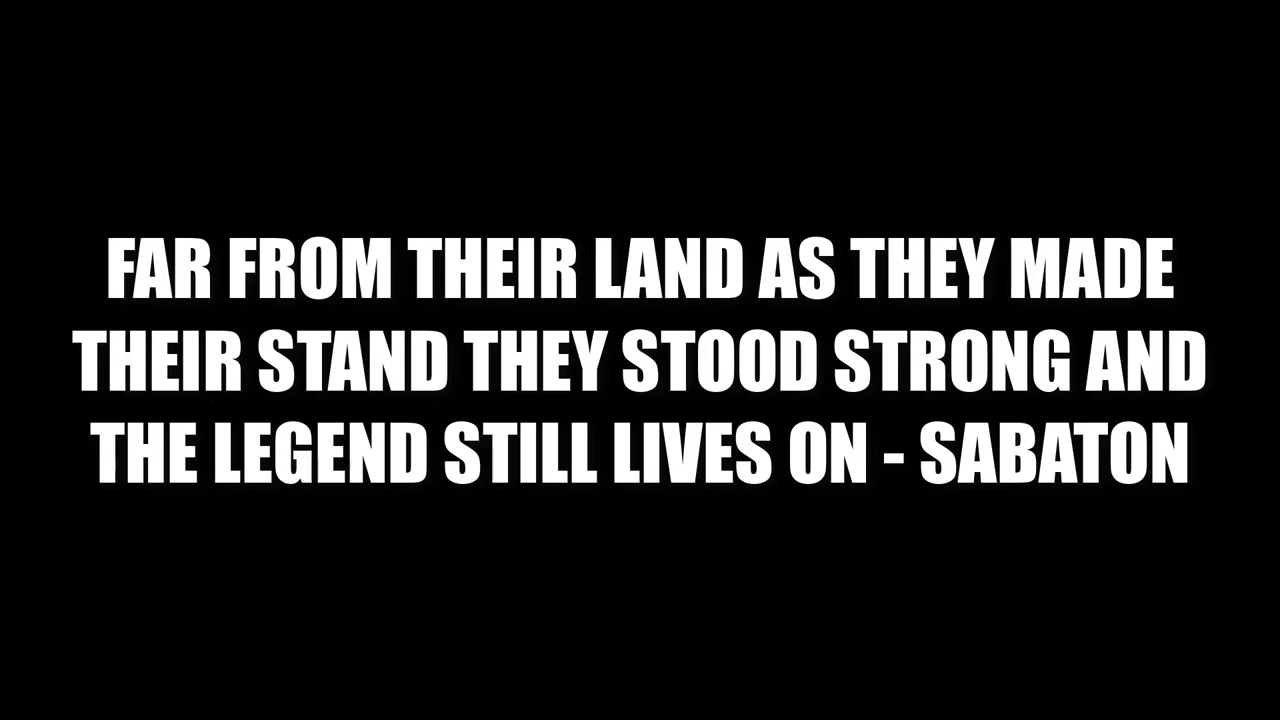 FAR FROM THEIR LAND AS THEY MADE
THEIR STAND THEY STOOD STRONG AND
THE LEGEND STILL LIVES ON - SABATON